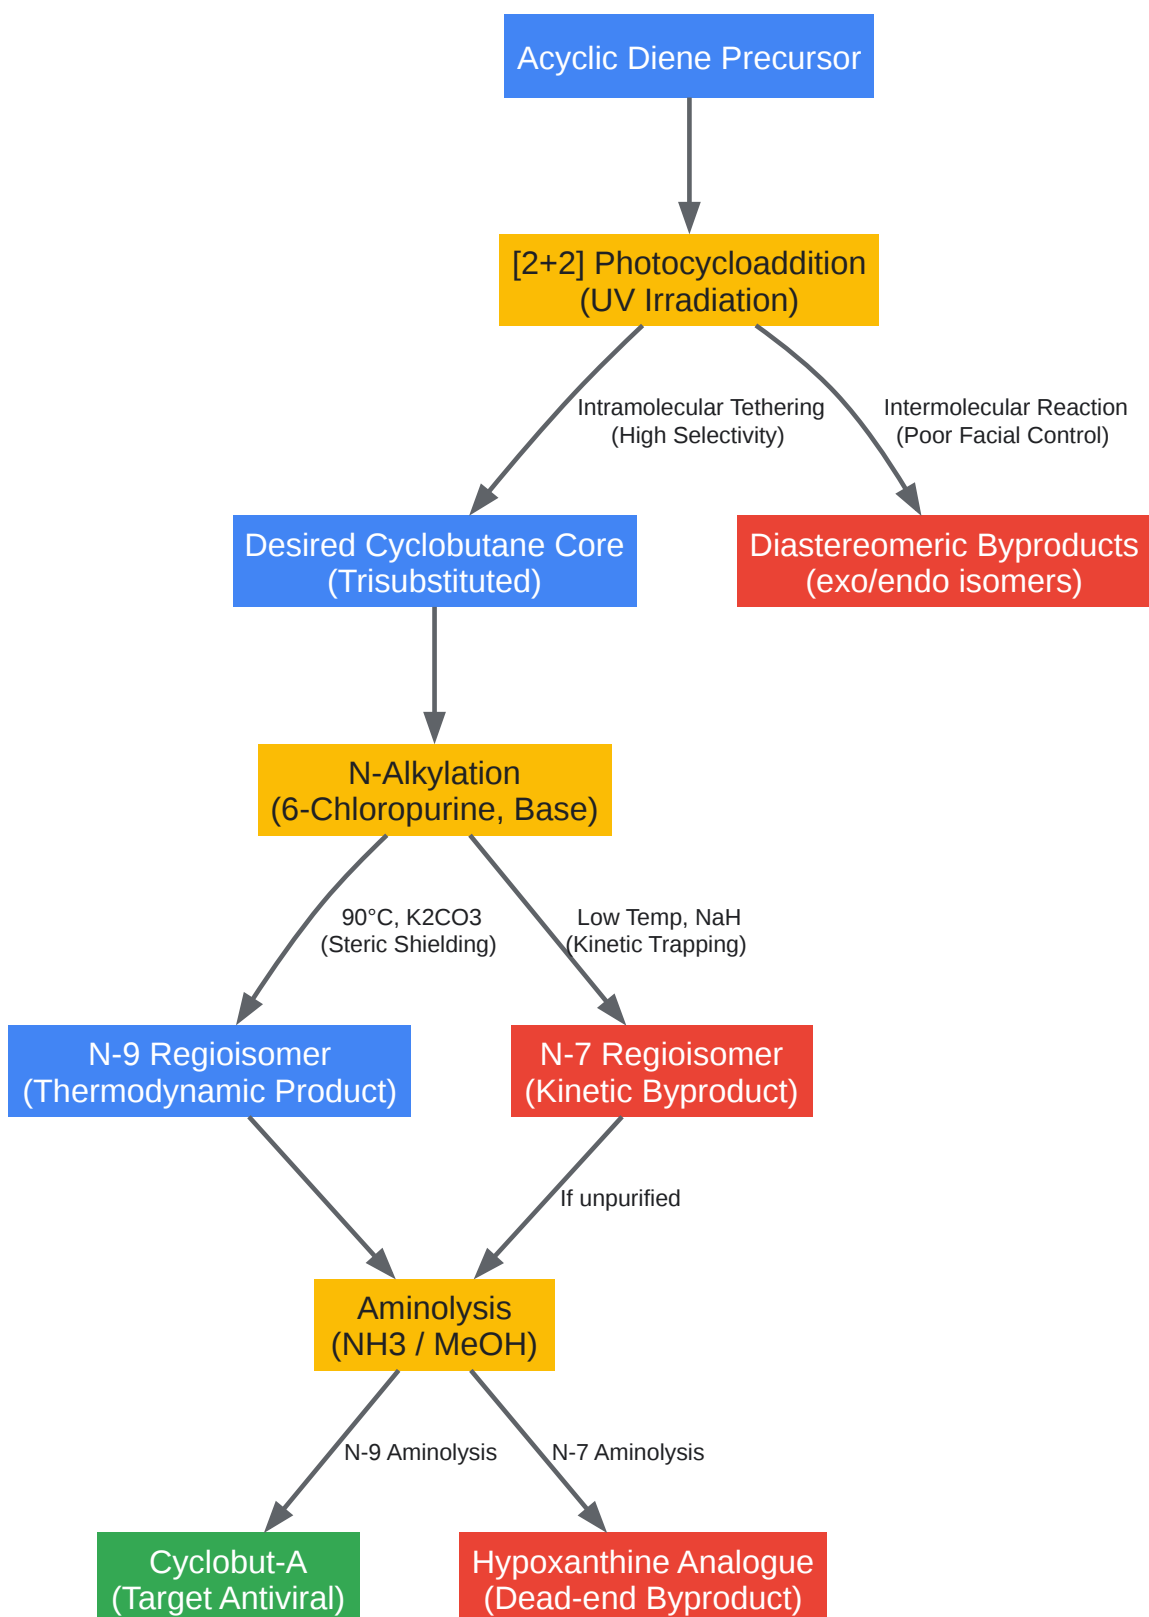 Acyclic Diene Precursor
[2+2] Photocycloaddition
(UV Irradiation)
Intramolecular Tethering
(High Selectivity)
Intermolecular Reaction
(Poor Facial Control)
Desired Cyclobutane Core
(Trisubstituted)
Diastereomeric Byproducts
(exo/endo isomers)
N-Alkylation
(6-Chloropurine, Base)
90°C, K2CO3
(Steric Shielding)
Low Temp, NaH
(Kinetic Trapping)
N-9 Regioisomer
(Thermodynamic Product)
N-7 Regioisomer
(Kinetic Byproduct)
If unpurified
Aminolysis
(NH3 / MeOH)
N-9 Aminolysis
N-7 Aminolysis
Cyclobut-A
(Target Antiviral)
Hypoxanthine Analogue
(Dead-end Byproduct)